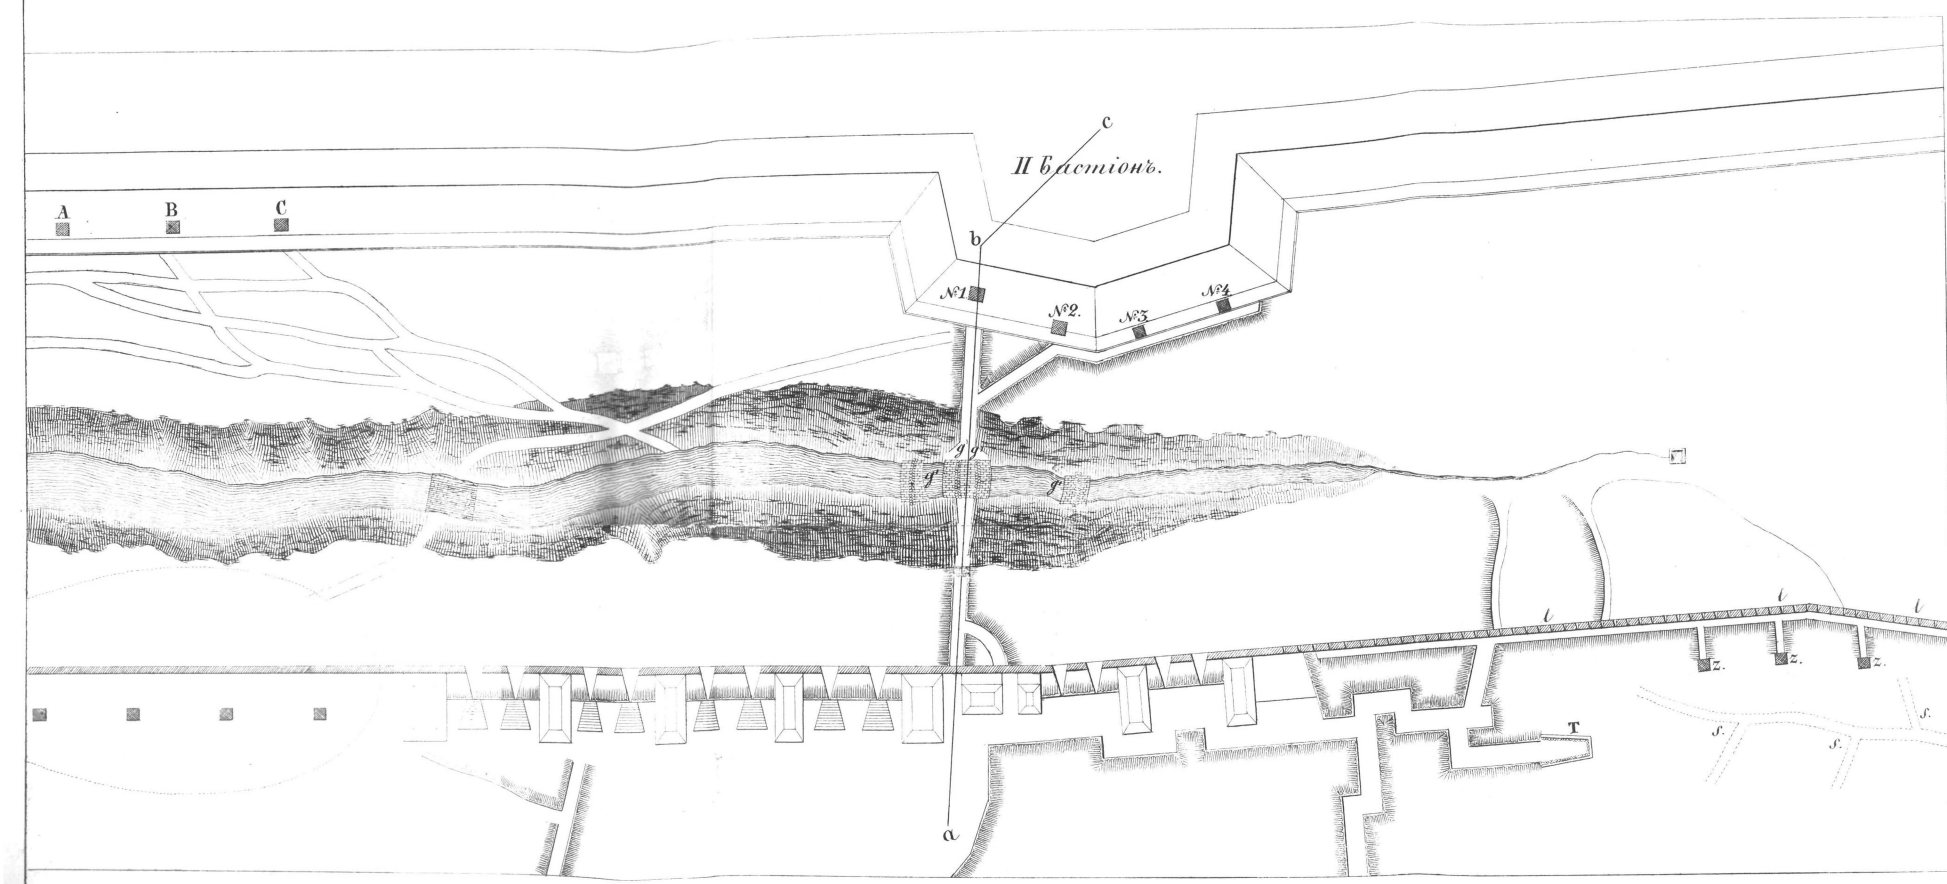 c
II Бастіонъ.
A B C
b
№1
№2.
№3
№4
g g'
g'
g'
l l l
z. z. z.
T
s. s. s.
a